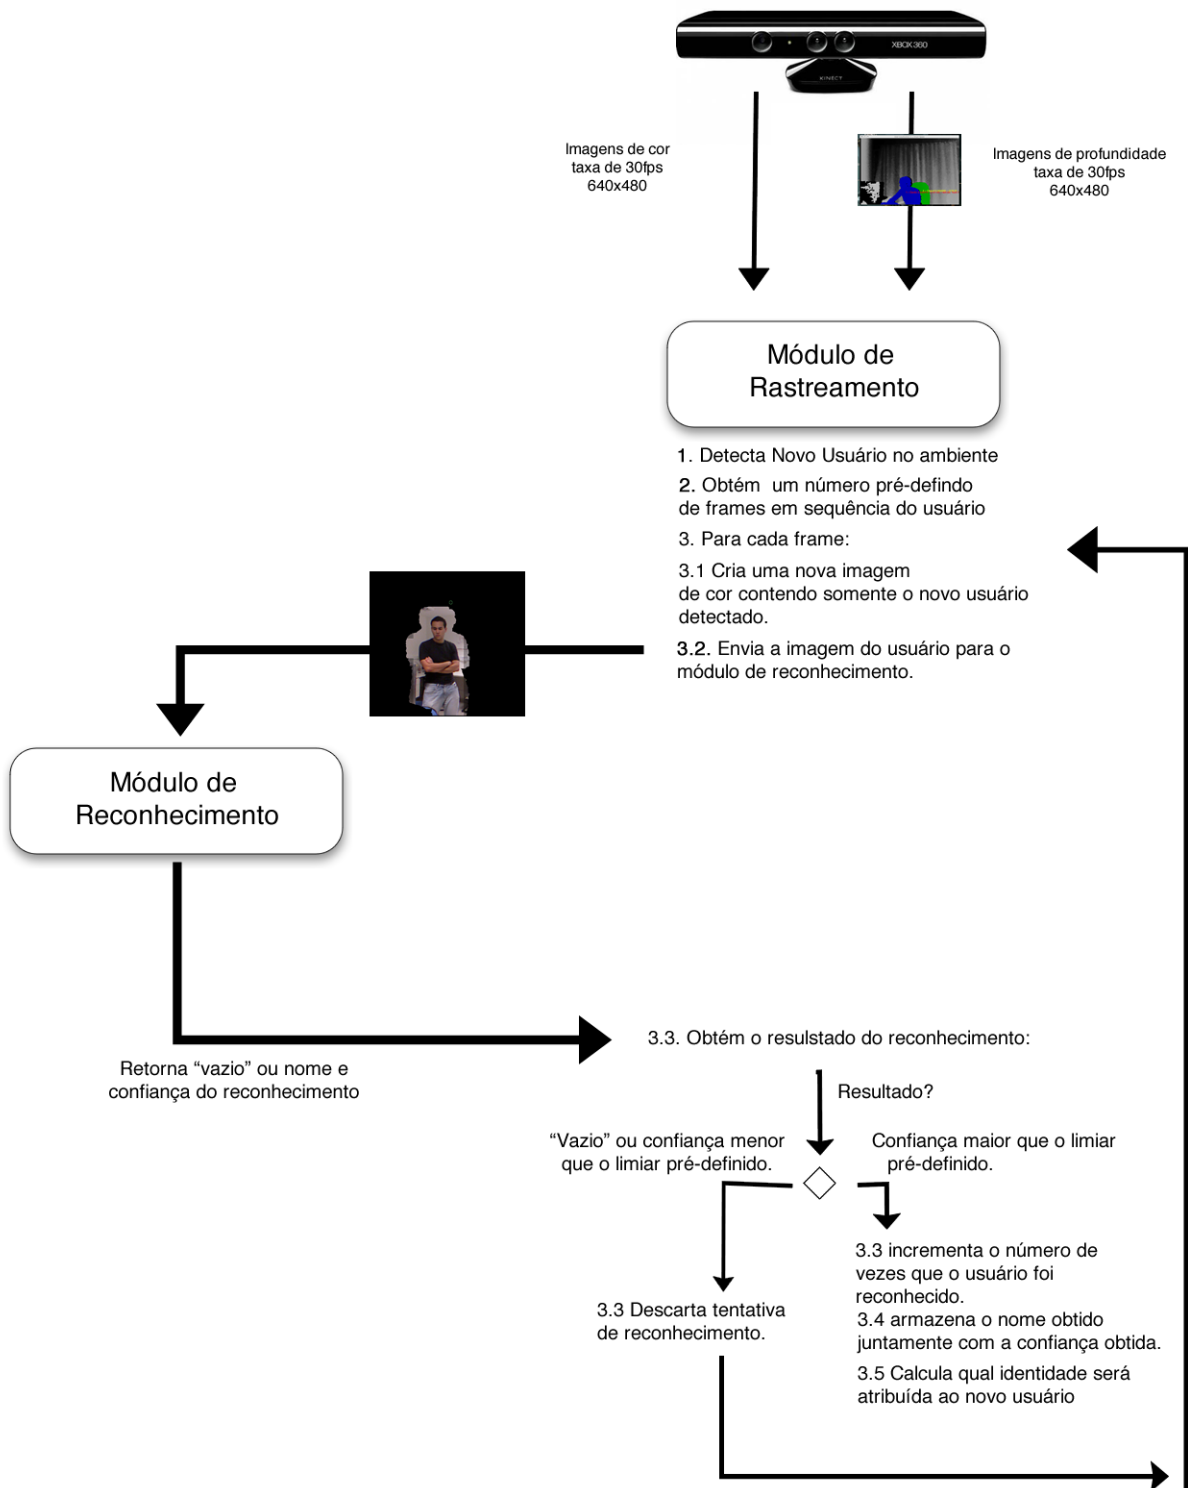 XBOX 360
KINECT
Imagens de cor
taxa de 30fps
640x480
Imagens de profundidade
taxa de 30fps
640x480
Módulo de
Rastreamento
1. Detecta Novo Usuário no ambiente
2. Obtém um número pré-defindo
de frames em sequência do usuário
3. Para cada frame:
3.1 Cria uma nova imagem
de cor contendo somente o novo usuário
detectado.
3.2. Envia a imagem do usuário para o
módulo de reconhecimento.
Módulo de
Reconhecimento
Retorna “vazio” ou nome e
confiança do reconhecimento
3.3. Obtém o resulstado do reconhecimento:
Resultado?
“Vazio” ou confiança menor
que o limiar pré-definido.
Confiança maior que o limiar
pré-definido.
3.3 Descarta tentativa
de reconhecimento.
3.3 incrementa o número de
vezes que o usuário foi
reconhecido.
3.4 armazena o nome obtido
juntamente com a confiança obtida.
3.5 Calcula qual identidade será
atribuída ao novo usuário